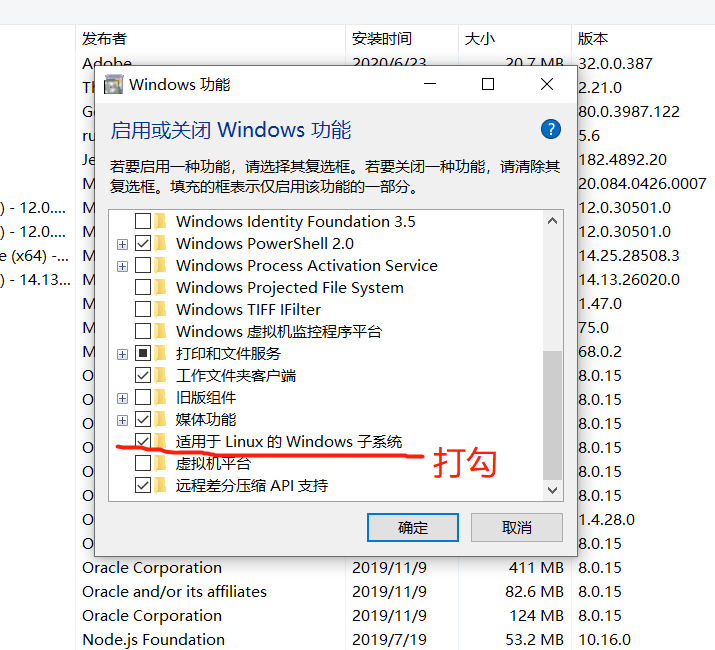 发布者 安装时间 大小 版本
Adobe 2020/6/23 20.7 MB 32.0.0.387
Windows 功能
2.21.0
启用或关闭 Windows 功能
80.0.3987.122
5.6
若要启用一种功能，请选择其复选框。若要关闭一种功能，请清除其
182.4892.20
复选框。填充的框表示仅启用该功能的一部分。
20.084.0426.0007
) - 12.0.... 12.0.30501.0
Windows Identity Foundation 3.5
) - 12.0.... 12.0.30501.0
Windows PowerShell 2.0
e (x64) -... 14.25.28508.3
Windows Process Activation Service
) - 14.13... 14.13.26020.0
Windows Projected File System
1.47.0
Windows TIFF IFilter
75.0
Windows 虚拟机监控程序平台
68.0.2
打印和文件服务
8.0.15
工作文件夹客户端
8.0.15
旧版组件
8.0.15
媒体功能
8.0.15
适用于 Linux 的 Windows 子系统
打勾
8.0.15
虚拟机平台
8.0.15
远程差分压缩 API 支持
1.4.28.0
确定 取消
8.0.15
Oracle Corporation 2019/11/9 411 MB 8.0.15
Oracle and/or its affiliates 2019/11/9 82.6 MB 8.0.15
Oracle Corporation 2019/11/9 124 MB 8.0.15
Node.js Foundation 2019/7/19 53.2 MB 10.16.0